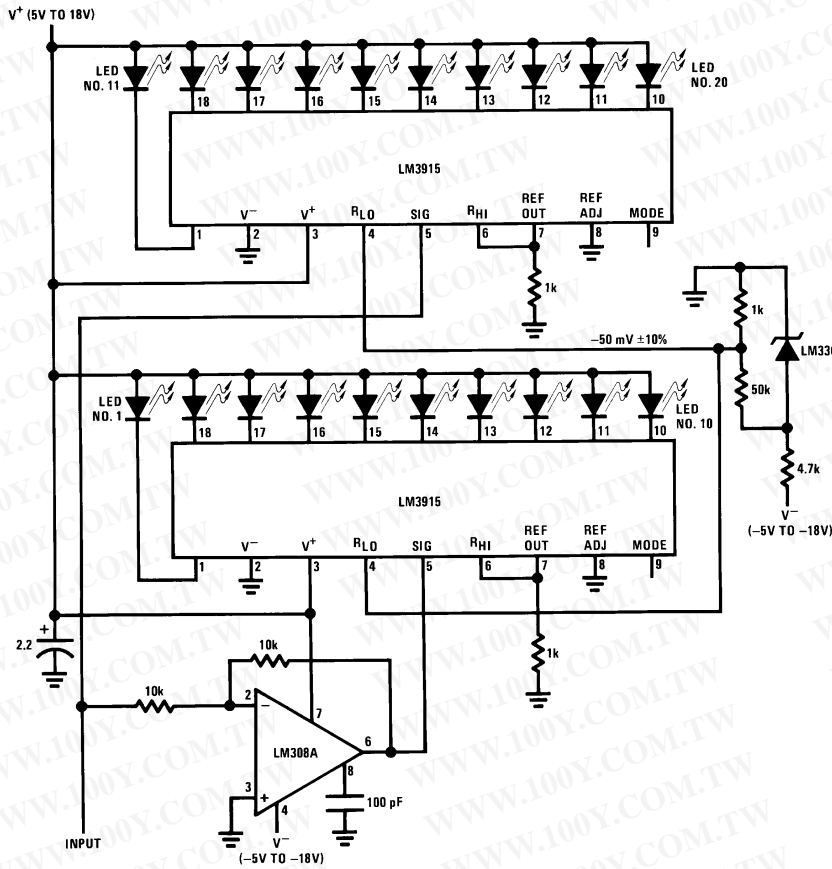 V+ (5V TO 18V)
LED
NO. 11
LED
NO. 20
18
17
16
15
14
13
12
11
10
LM3915
V−
V+
RLO
SIG
RHI
REF
OUT
REF
ADJ
MODE
1
2
3
4
5
6
7
8
9
1k
1k
−50 mV ±10%
LM33
50k
4.7k
V−
(−5V TO −18V)
LED
NO. 1
LED
NO. 10
18
17
16
15
14
13
12
11
10
LM3915
V−
V+
RLO
SIG
RHI
REF
OUT
REF
ADJ
MODE
1
2
3
4
5
6
7
8
9
+
2.2
10k
10k
1k
2
−
7
LM308A
6
3
+
4
8
100 pF
V−
(−5V TO −18V)
INPUT
WWW.100Y.COM.TW